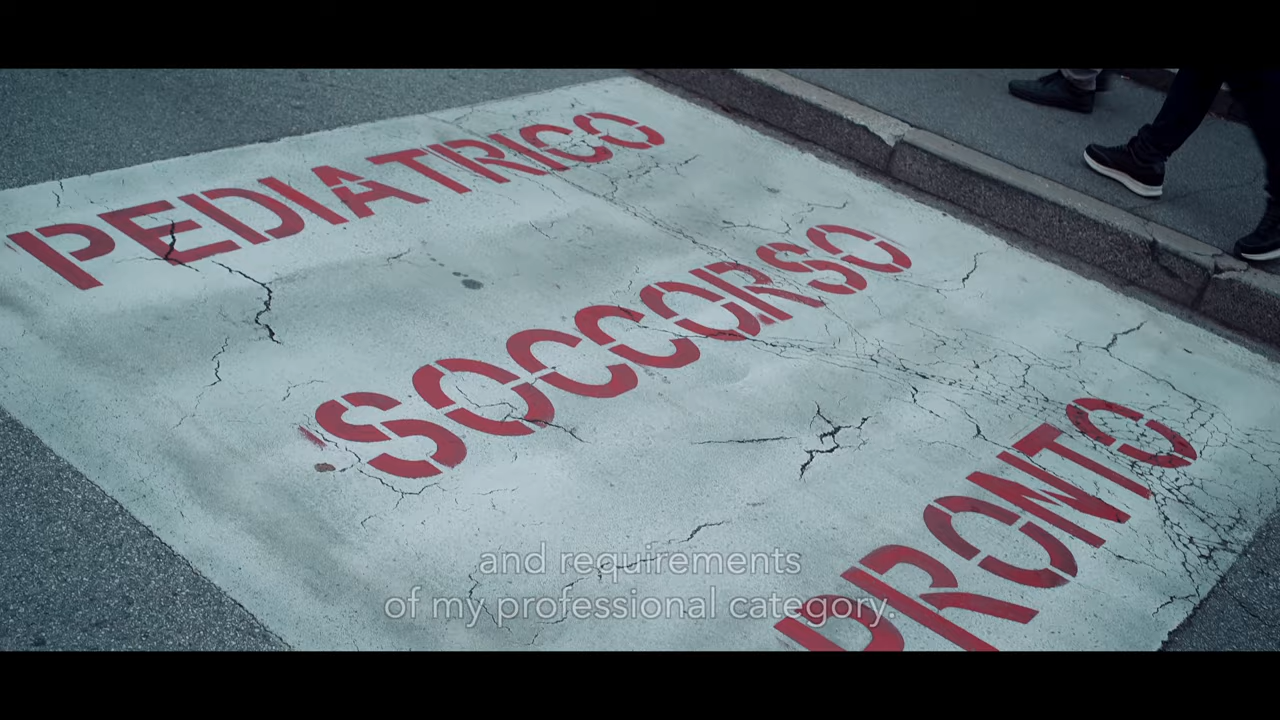 PEDIATRICO
SOCCORSO
PRONTO
and requirements
of my professional category.